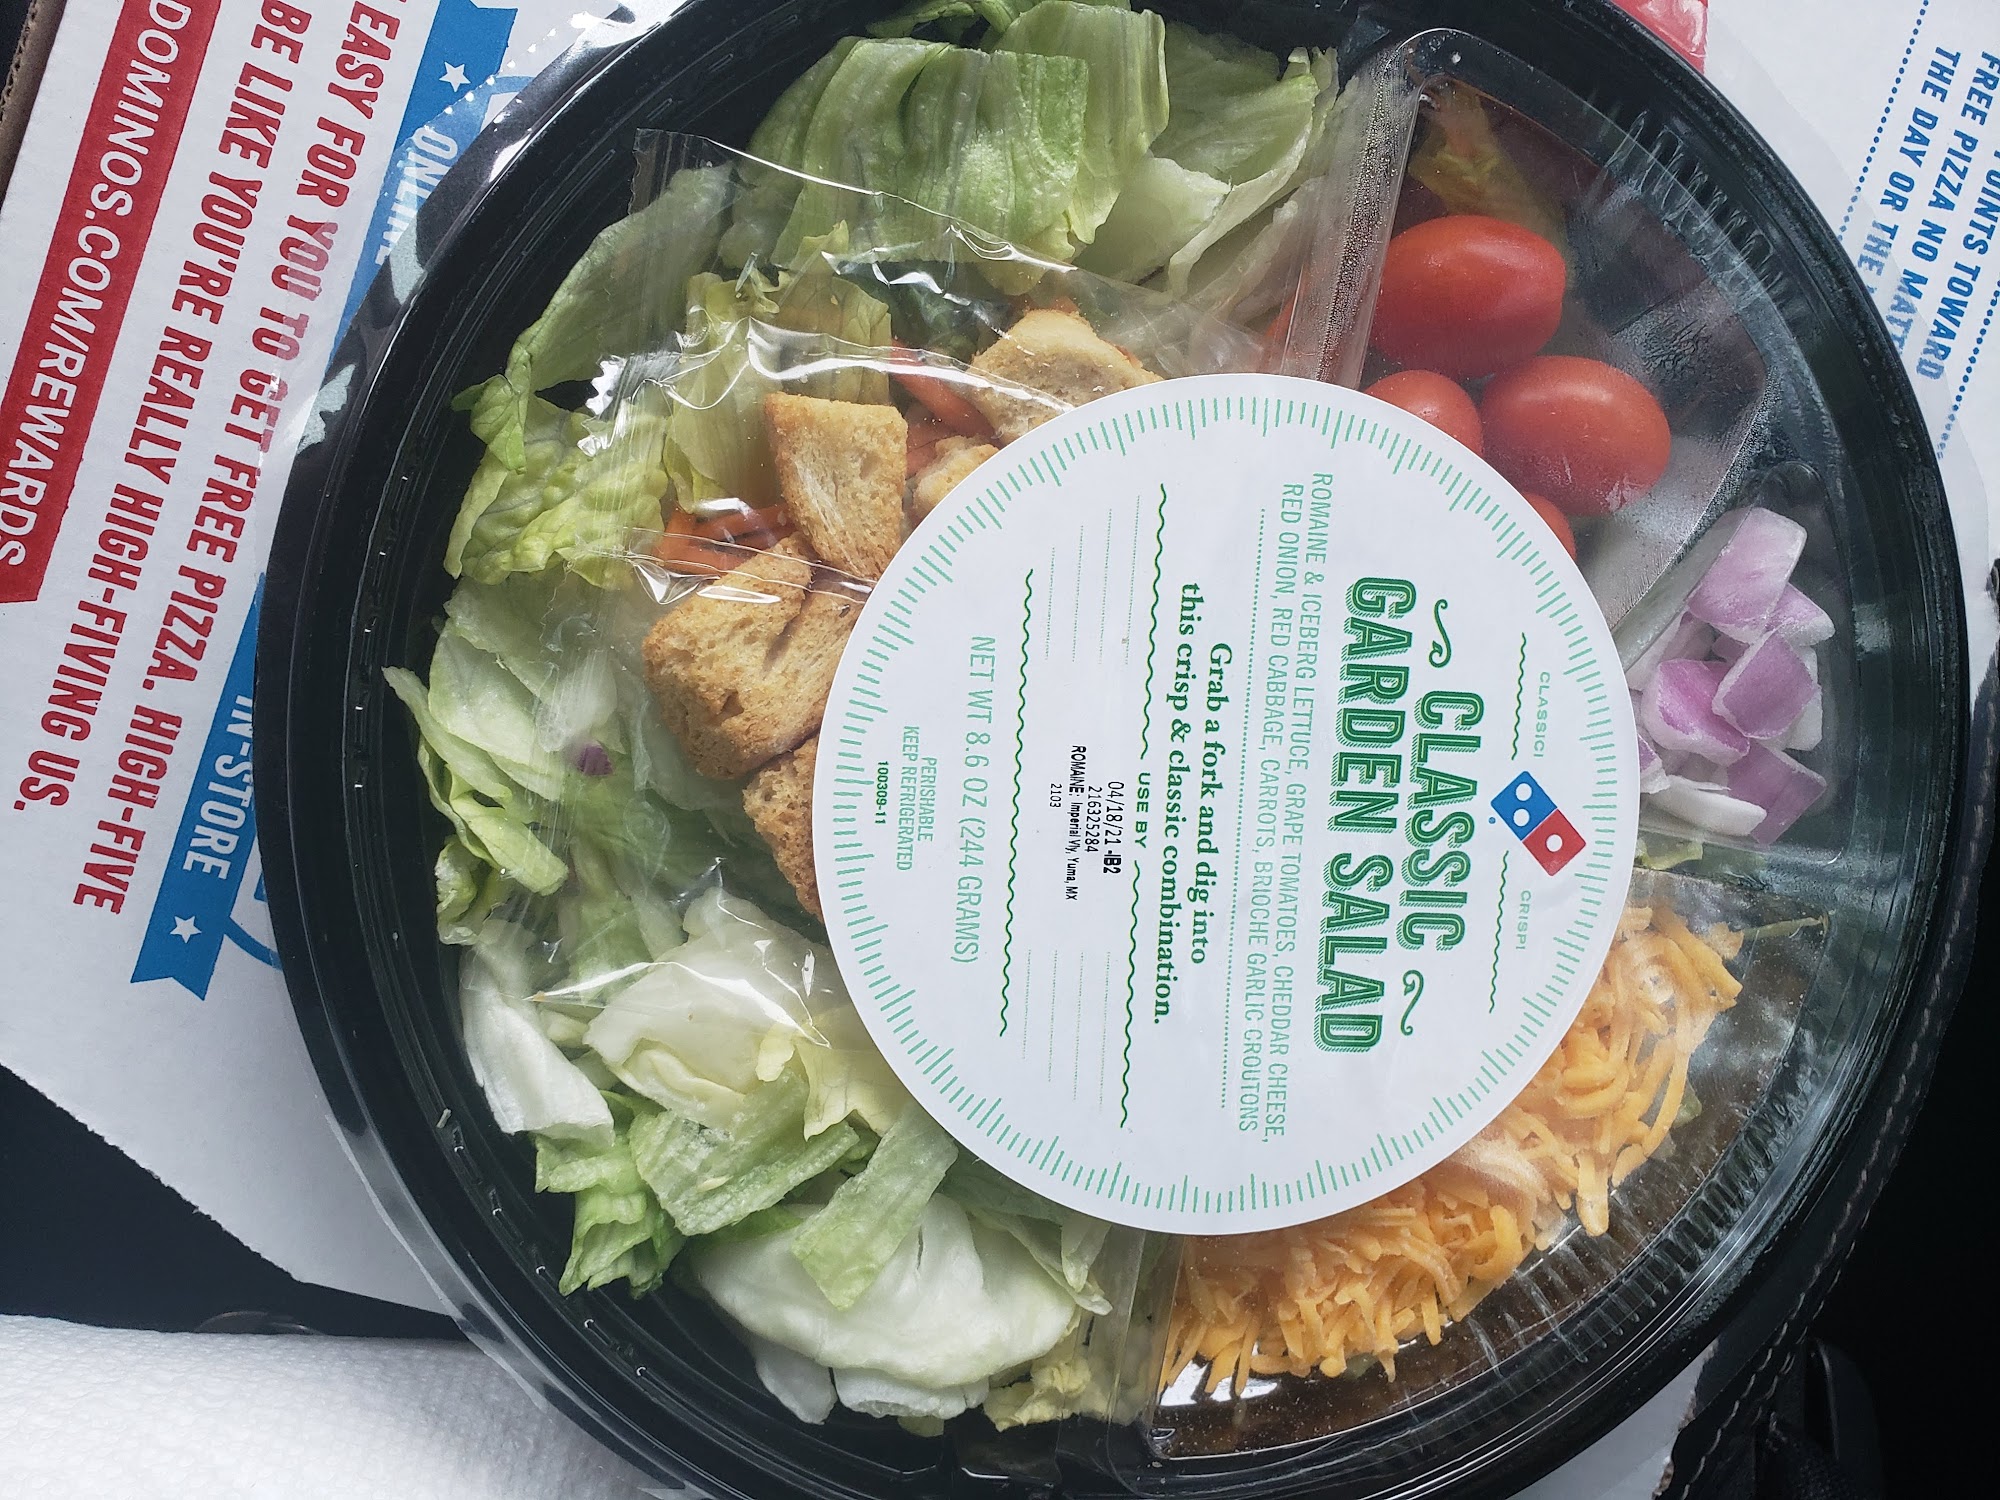 CLASSIC!
CRISP!
CLASSIC
GARDEN SALAD
ROMAINE & ICEBERG LETTUCE, GRAPE TOMATOES, CHEDDAR CHEESE,
RED ONION, RED CABBAGE, CARROTS, BRIOCHE GARLIC CROUTONS
Grab a fork and dig into
this crisp & classic combination.
USE BY
04/18/21-IB2
216325284
ROMAINE: Imperial Vly, Yuma, MX
2103
NET WT 8.6 OZ (244 GRAMS)
PERISHABLE
KEEP REFRIGERATED
100309-11
ONLINE
IN-STORE
EASY FOR YOU TO GET FREE PIZZA. HIGH-FIVE
BE LIKE YOU'RE REALLY HIGH-FIVING US.
DOMINOS.COM/REWARDS
TOWARD
FREE PIZZA NO
THE DAY OR THE